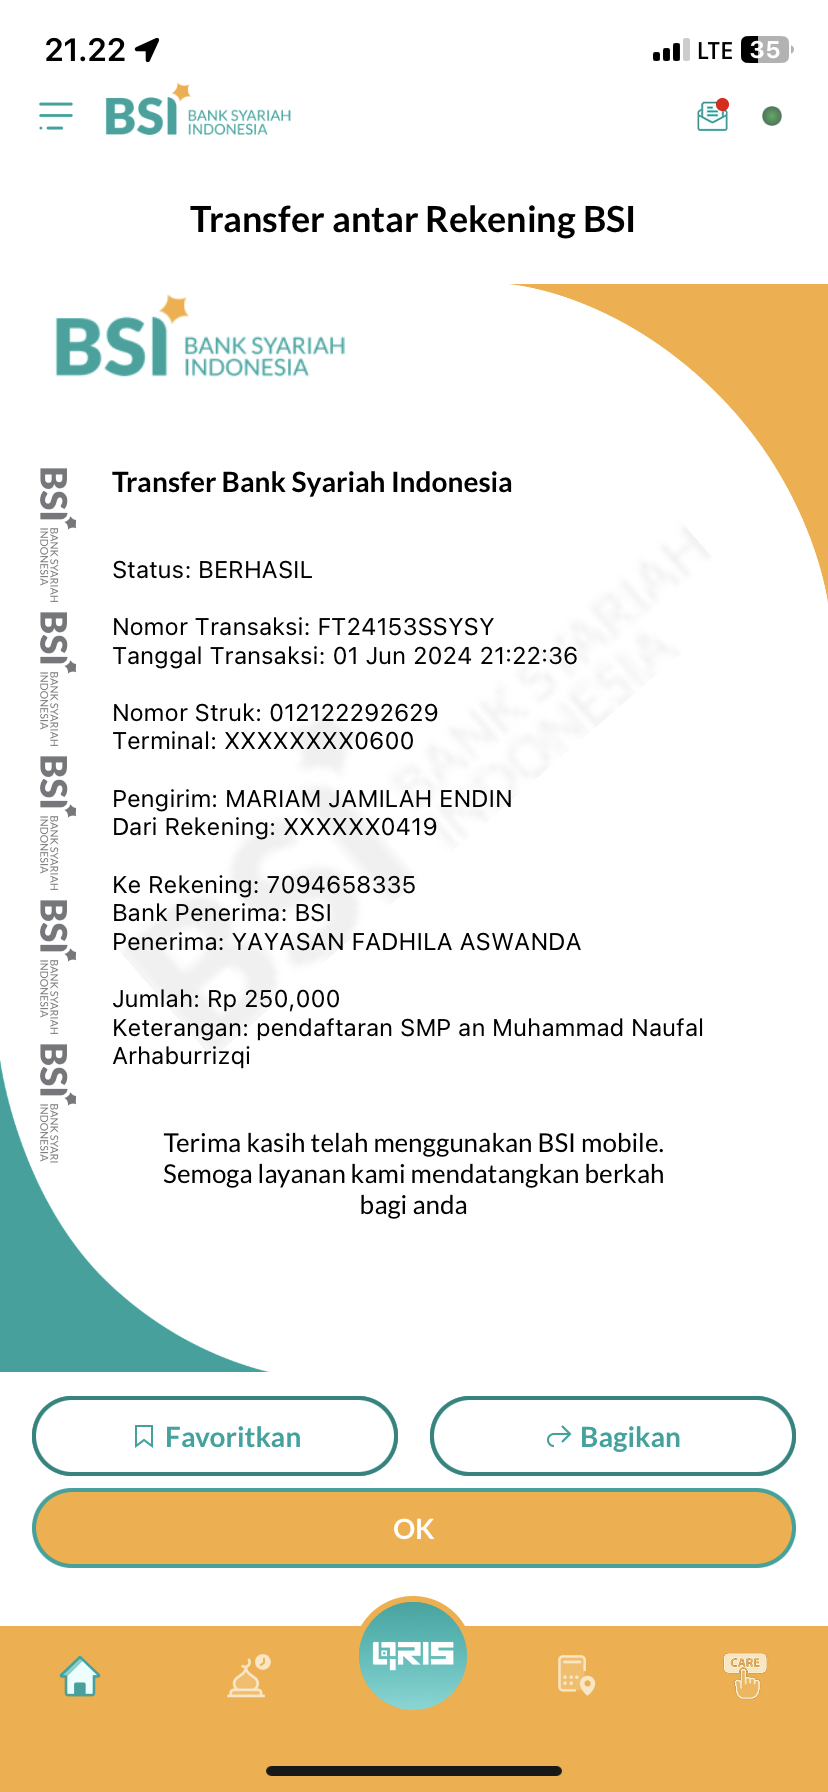 21.22
LTE 35
BSI BANK SYARIAH
INDONESIA
Transfer antar Rekening BSI
BSI BANK SYARIAH
INDONESIA
Transfer Bank Syariah Indonesia
Status: BERHASIL
Nomor Transaksi: FT24153SSYSY
Tanggal Transaksi: 01 Jun 2024 21:22:36
Nomor Struk: 012122292629
Terminal: XXXXXXXX0600
Pengirim: MARIAM JAMILAH ENDIN
Dari Rekening: XXXXXX0419
Ke Rekening: 7094658335
Bank Penerima: BSI
Penerima: YAYASAN FADHILA ASWANDA
Jumlah: Rp 250,000
Keterangan: pendaftaran SMP an Muhammad Naufal
Arhaburrizqi
BSI BANK SYARIAH
INDONESIA
BSI BANK SYARIAH
INDONESIA
BSI BANK SYARIAH
INDONESIA
BSI BANK SYARIAH
INDONESIA
BSI BANK SYARI
INDONESIA
BSI BANK SYARIAH
INDONESIA
Terima kasih telah menggunakan BSI mobile.
Semoga layanan kami mendatangkan berkah
bagi anda
Favoritkan
Bagikan
OK
QRIS
CARE